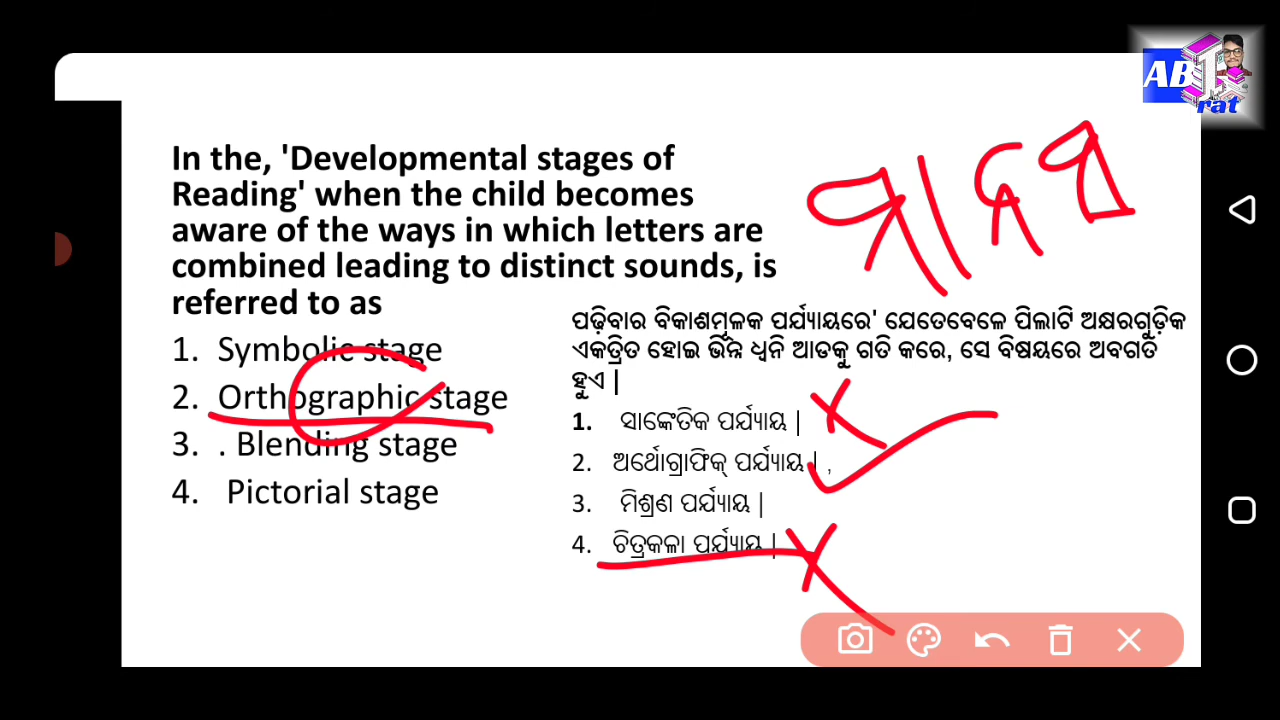 AB
rat
In the, 'Developmental stages of
Reading' when the child becomes
aware of the ways in which letters are
combined leading to distinct sounds, is
referred to as
1. Symbolic stage
2. Orthographic stage
3. . Blending stage
4. Pictorial stage
ପଢ଼ିବାର ବିକାଶମୂଳକ ପର୍ଯ୍ୟାୟରେ' ଯେତେବେଳେ ପିଲାଟି ଅକ୍ଷରଗୁଡ଼ିକ
ଏକତ୍ରିତ ହୋଇ ଭିନ୍ନ ଧ୍ୱନି ଆଡକୁ ଗତି କରେ, ସେ ବିଷୟରେ ଅବଗତ
ହୁଏ |
1. ସାଙ୍କେତିକ ପର୍ଯ୍ୟାୟ |
2. ଅର୍ଥୋଗ୍ରାଫିକ୍ ପର୍ଯ୍ୟାୟ | ,
3. ମିଶ୍ରଣ ପର୍ଯ୍ୟାୟ |
4. ଚିତ୍ରକଳା ପର୍ଯ୍ୟାୟ |